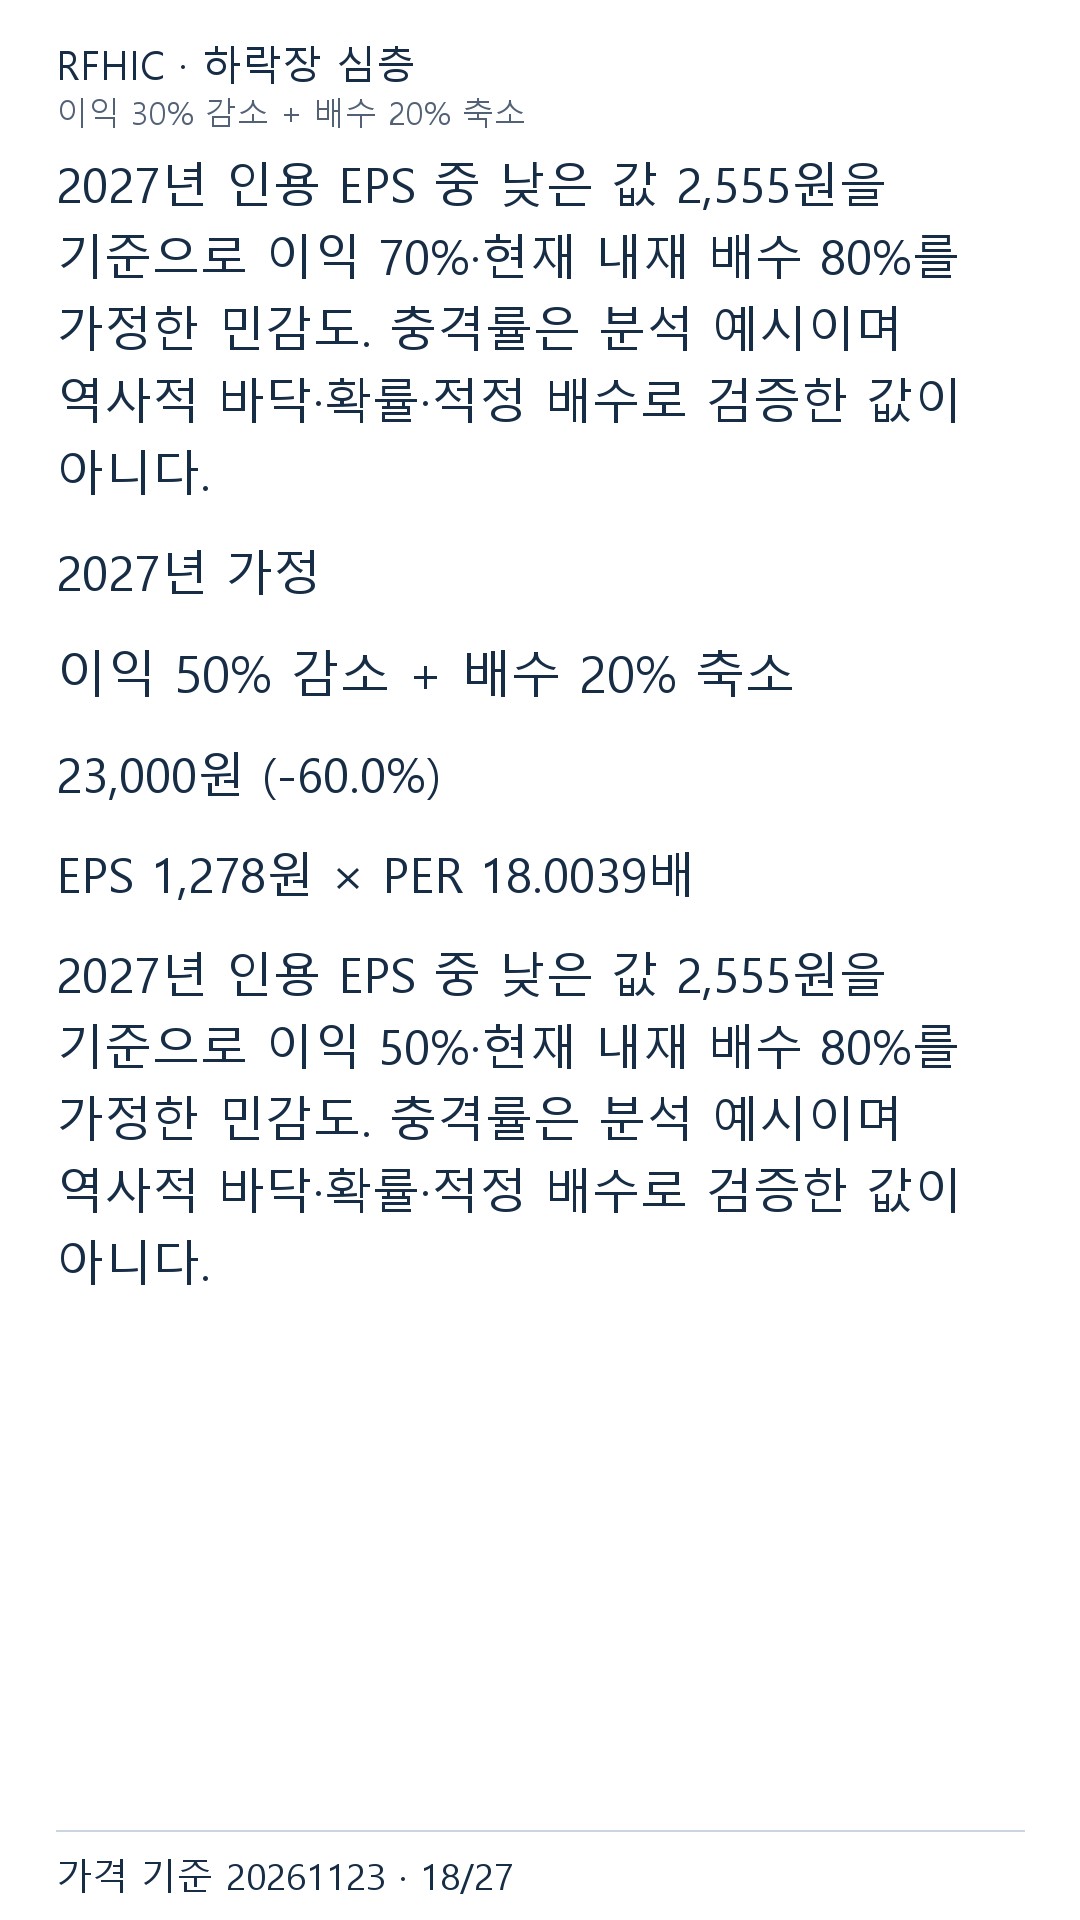 RFHIC · 하락장 심층
이익 30% 감소 + 배수 20% 축소
2027년 인용 EPS 중 낮은 값 2,555원을
기준으로 이익 70%·현재 내재 배수 80%를
가정한 민감도. 충격률은 분석 예시이며
역사적 바닥·확률·적정 배수로 검증한 값이
아니다.
2027년 가정
이익 50% 감소 + 배수 20% 축소
23,000원 (-60.0%)
EPS 1,278원 × PER 18.0039배
2027년 인용 EPS 중 낮은 값 2,555원을
기준으로 이익 50%·현재 내재 배수 80%를
가정한 민감도. 충격률은 분석 예시이며
역사적 바닥·확률·적정 배수로 검증한 값이
아니다.
가격 기준 20261123 · 18/27